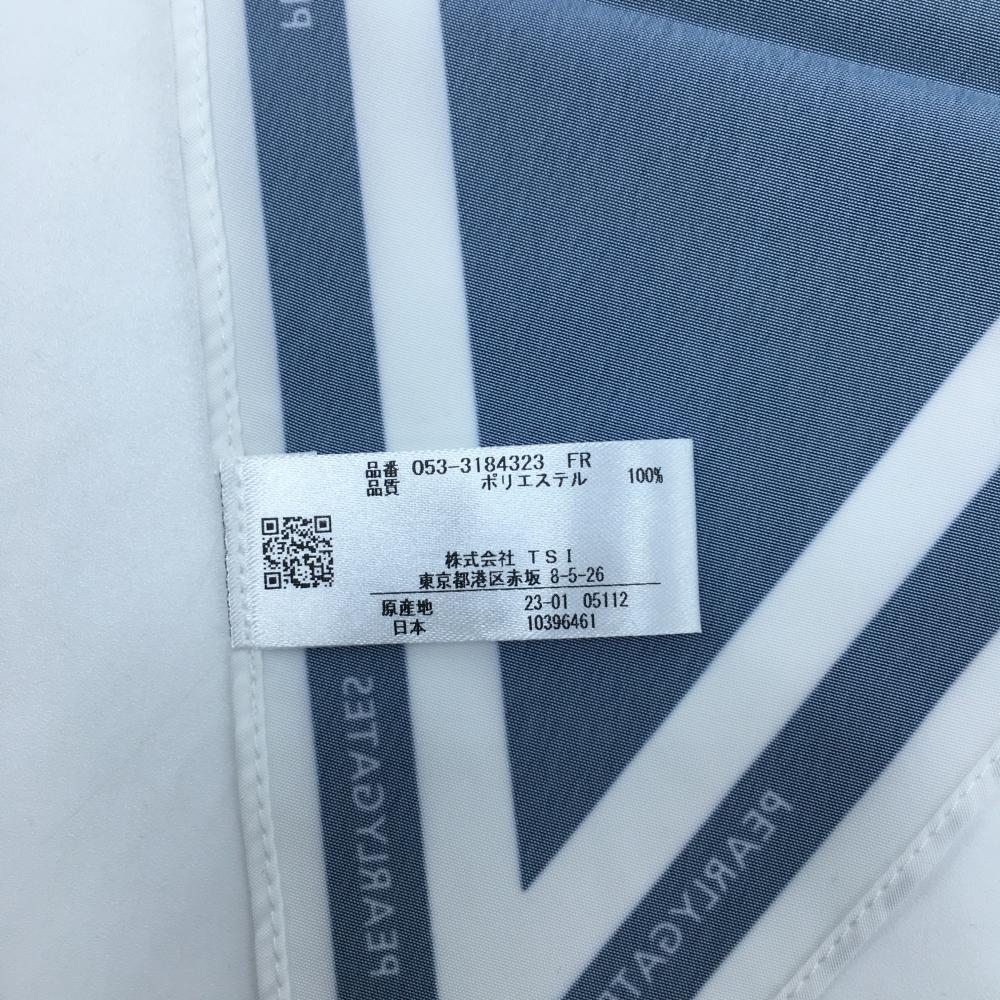 品番 053-3184323 FR
品質 ポリエステル 100%
株式会社 TSI
東京都港区赤坂 8-5-26
原産地 23-01 05112
日本 10396461
PEARLYGATES
PEARLYGATE
PE